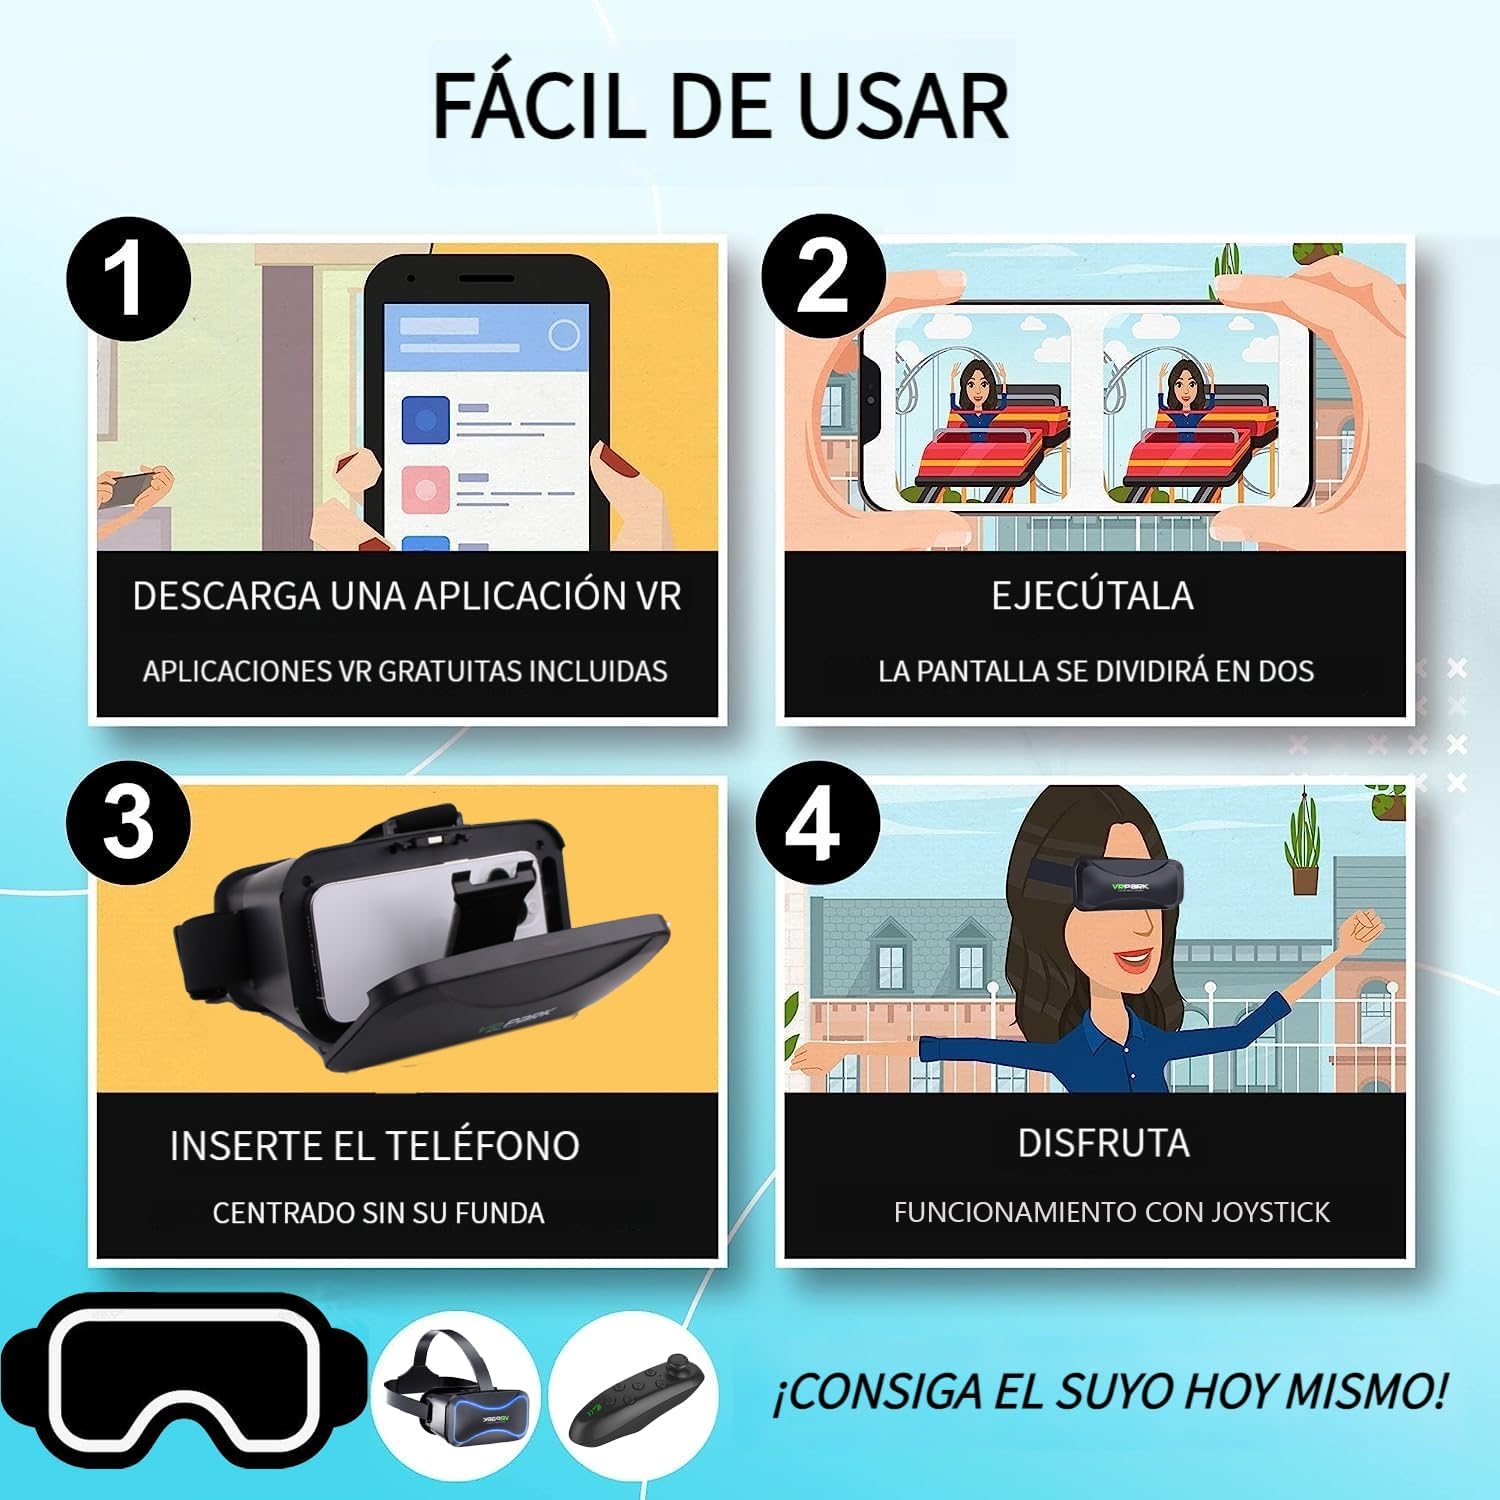 FÁCIL DE USAR
1
DESCARGA UNA APLICACIÓN VR
APLICACIONES VR GRATUITAS INCLUIDAS
2
EJECÚTALA
LA PANTALLA SE DIVIDIRÁ EN DOS
3
VRPARK
INSERTE EL TELÉFONO
CENTRADO SIN SU FUNDA
4
VRPARK
DISFRUTA
FUNCIONAMIENTO CON JOYSTICK
¡CONSIGA EL SUYO HOY MISMO!